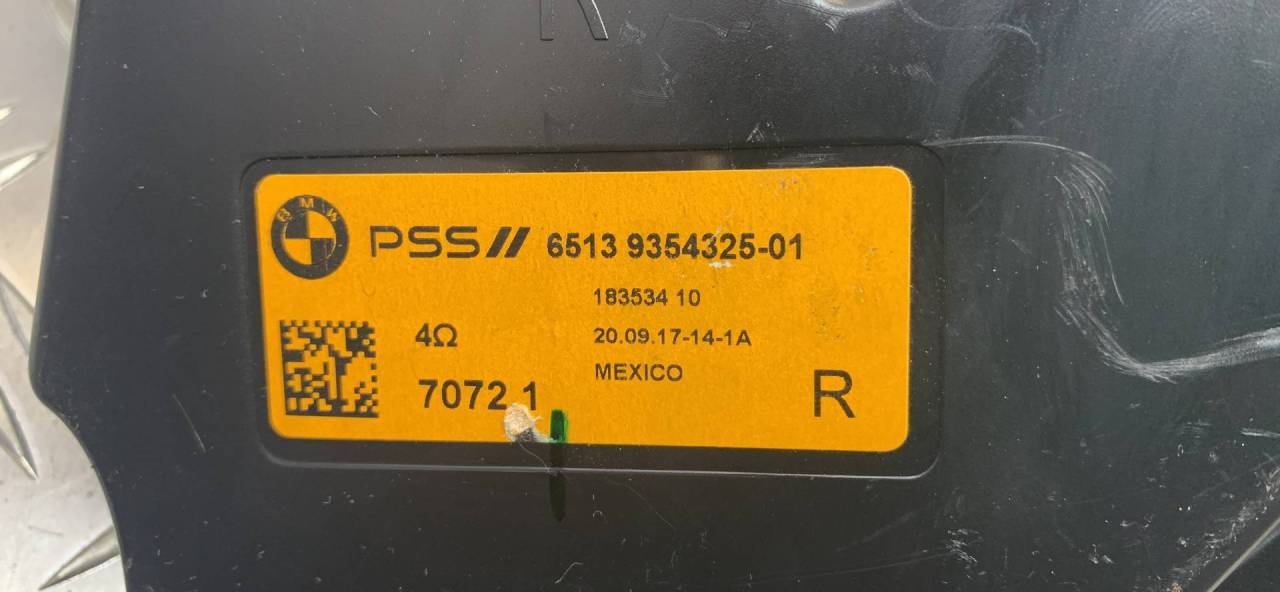 BMW PSS// 6513 9354325-01
183534 10
4Ω 20.09.17-14-1A
MEXICO
7072 1
R